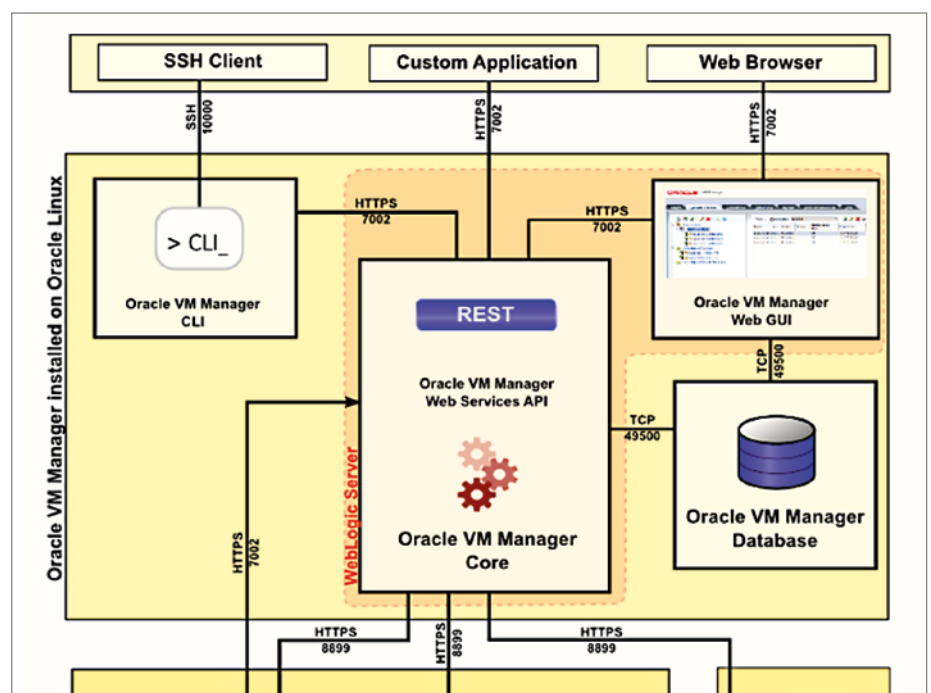 SSH Client
Custom Application
Web Browser
SSH
10000
HTTPS
7002
HTTPS
7002
Oracle VM Manager installed on Oracle Linux
HTTPS
7002
HTTPS
7002
> CLI_
Oracle VM Manager
CLI
ORACLE
Oracle VM Manager
Web GUI
REST
Oracle VM Manager
Web Services API
TCP
49500
TCP
49500
WebLogic Server
Oracle VM Manager
Core
Oracle VM Manager
Database
HTTPS
7002
HTTPS
8899
HTTPS
8899
HTTPS
8899